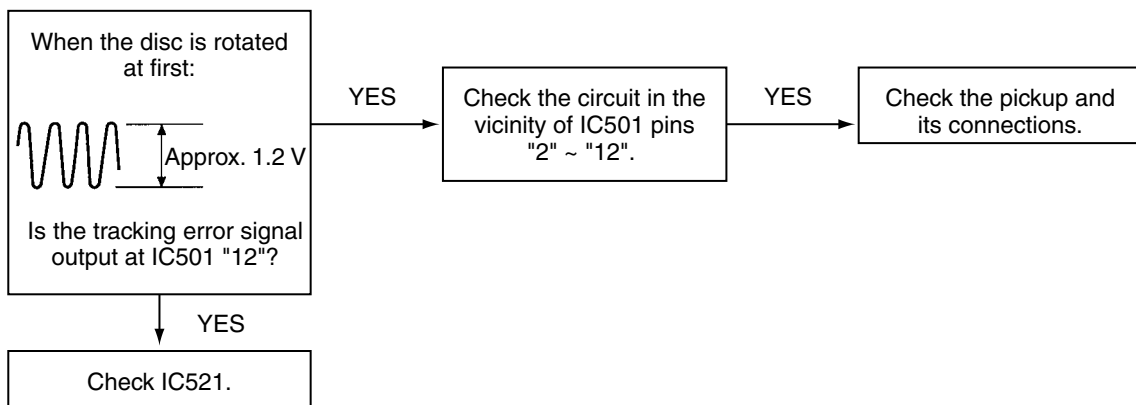 When the disc is rotated
at first:
Approx. 1.2 V
Is the tracking error signal
output at IC501 "12"?
YES
Check the circuit in the
vicinity of IC501 pins
"2" ~ "12".
YES
Check the pickup and
its connections.
YES
Check IC521.